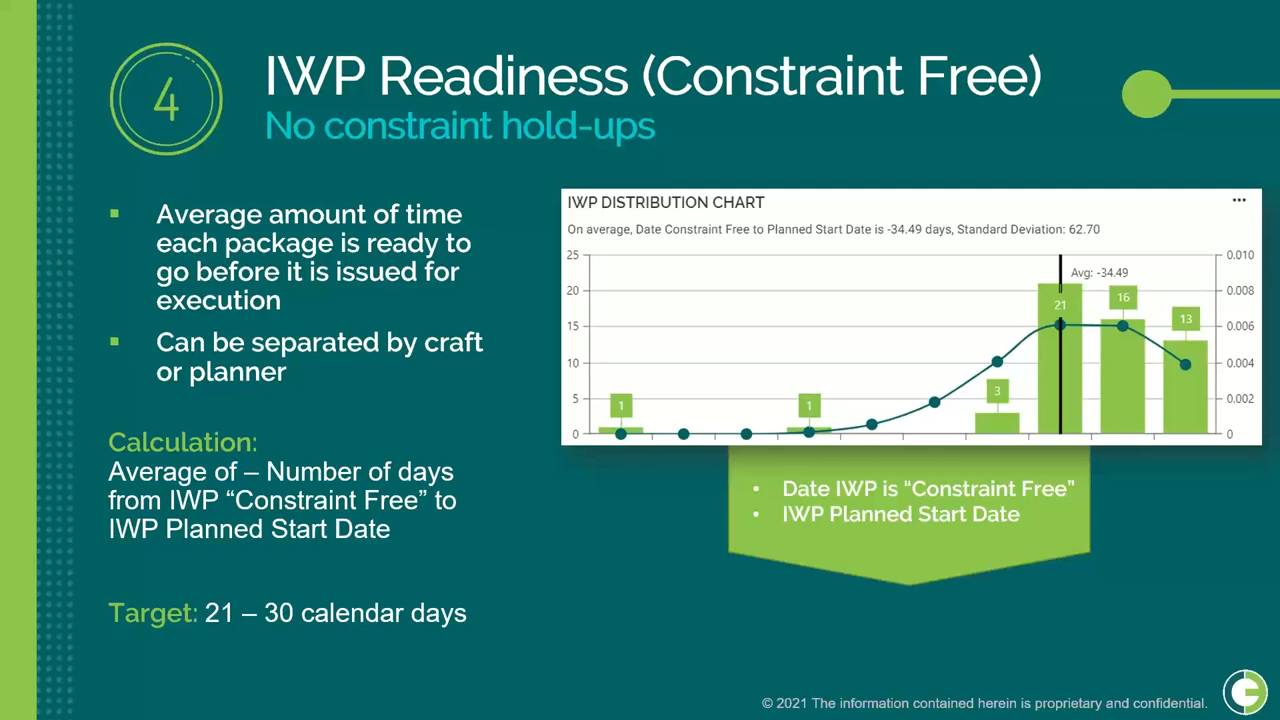 4
IWP Readiness (Constraint Free)
No constraint hold-ups
▪ Average amount of time
each package is ready to
go before it is issued for
execution
▪ Can be separated by craft
or planner
Calculation:
Average of – Number of days
from IWP “Constraint Free” to
IWP Planned Start Date
Target: 21 – 30 calendar days
IWP DISTRIBUTION CHART
On average, Date Constraint Free to Planned Start Date is -34.49 days, Standard Deviation: 62.70
25
20
15
10
5
0
1
1
3
21
16
13
Avg: -34.49
0.010
0.008
0.006
0.004
0.002
0
• Date IWP is “Constraint Free”
• IWP Planned Start Date
© 2021 The information contained herein is proprietary and confidential.